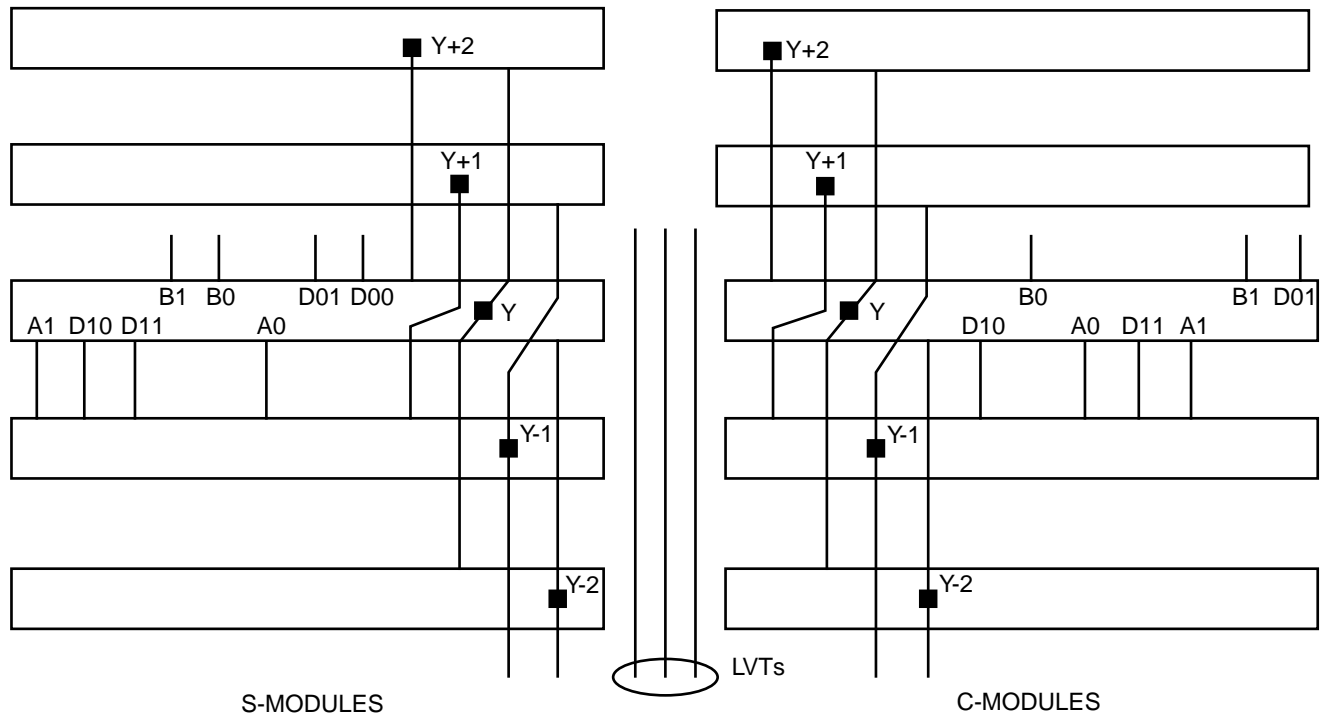 Y+2
Y+2
Y+1
Y+1
B1 B0 D01 D00
B0 B1 D01
Y
Y
A1 D10 D11 A0
D10 A0 D11 A1
Y-1
Y-1
Y-2
Y-2
LVTs
S-MODULES
C-MODULES